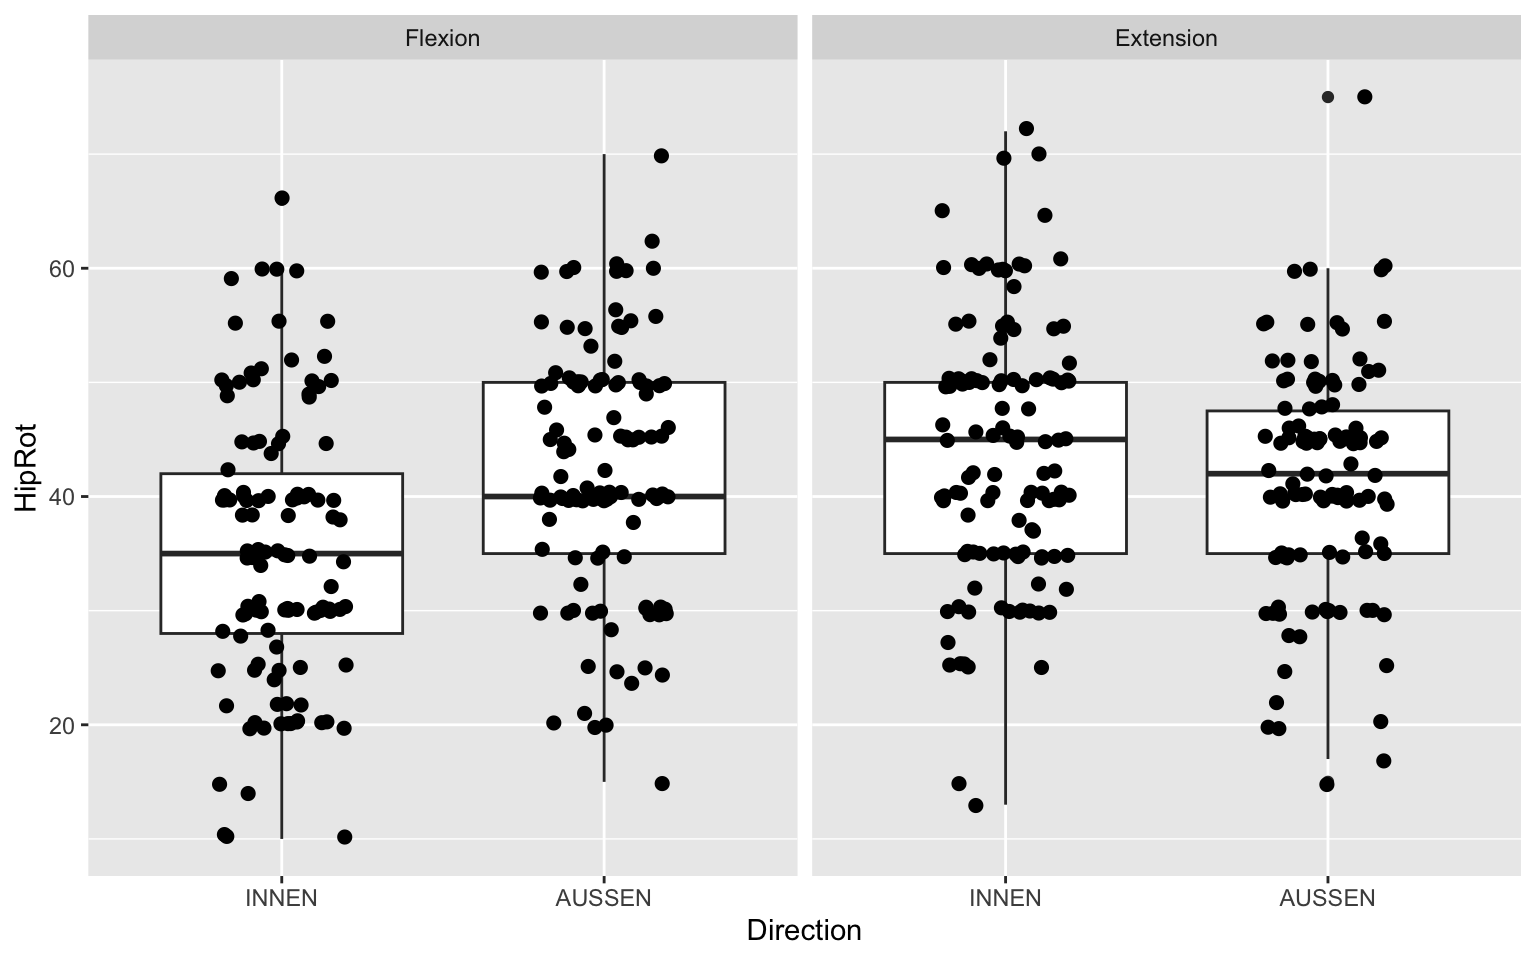 Flexion
Extension
HipRot
60
40
20
INNEN
AUSSEN
INNEN
AUSSEN
Direction